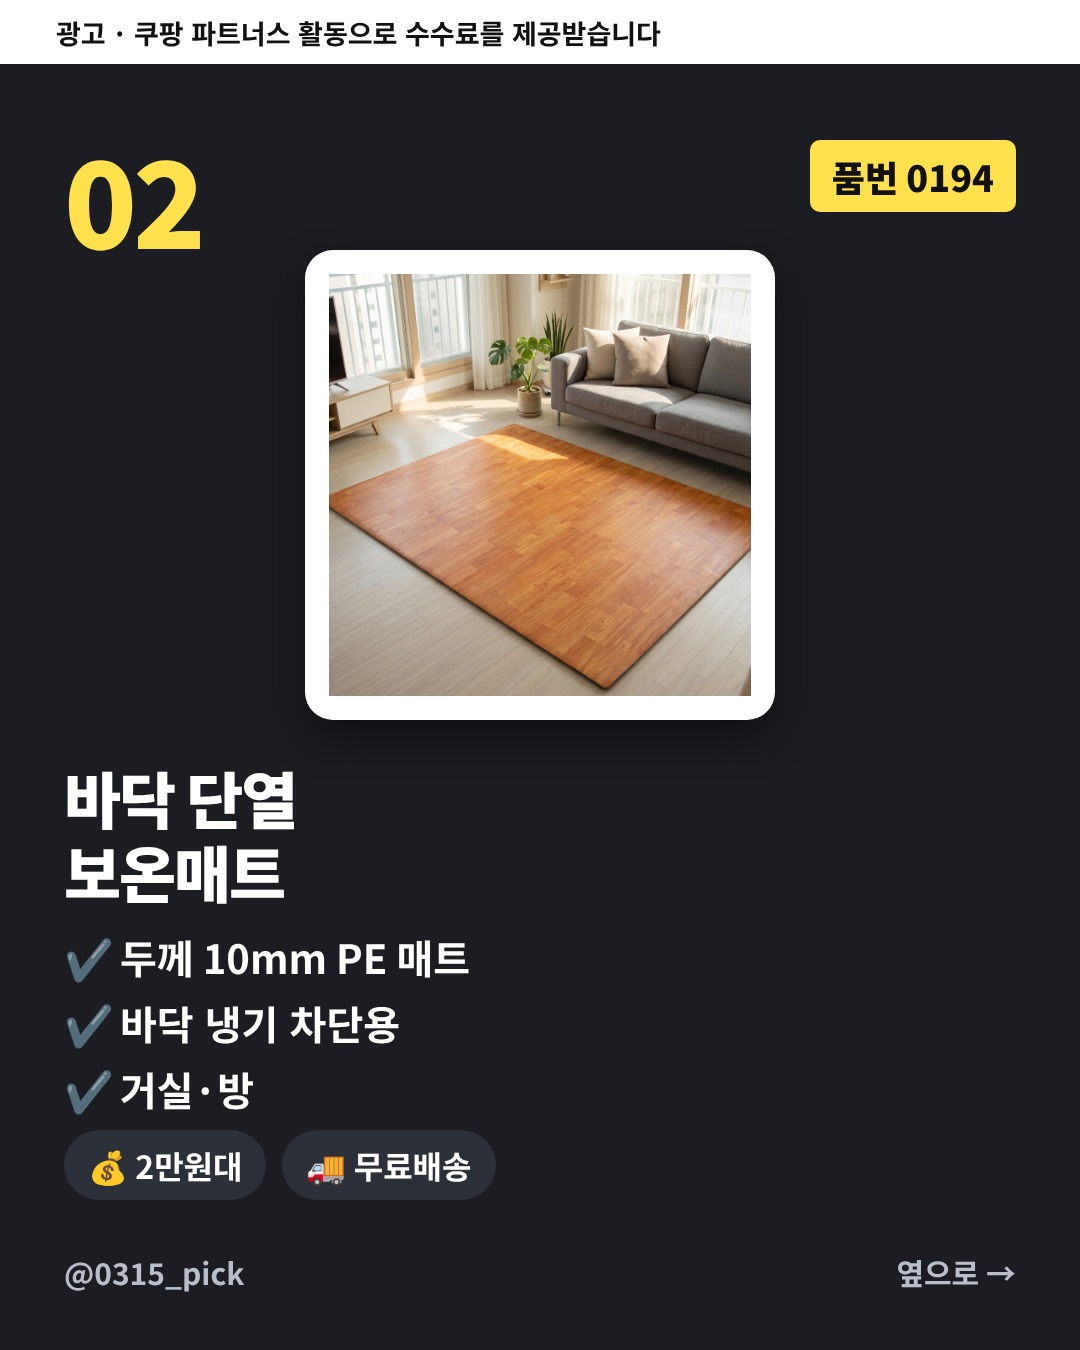 광고 · 쿠팡 파트너스 활동으로 수수료를 제공받습니다
02
품번 0194
바닥 단열
보온매트
✔️ 두께 10mm PE 매트
✔️ 바닥 냉기 차단용
✔️ 거실·방
💰 2만원대
🚚 무료배송
@0315_pick
옆으로 →